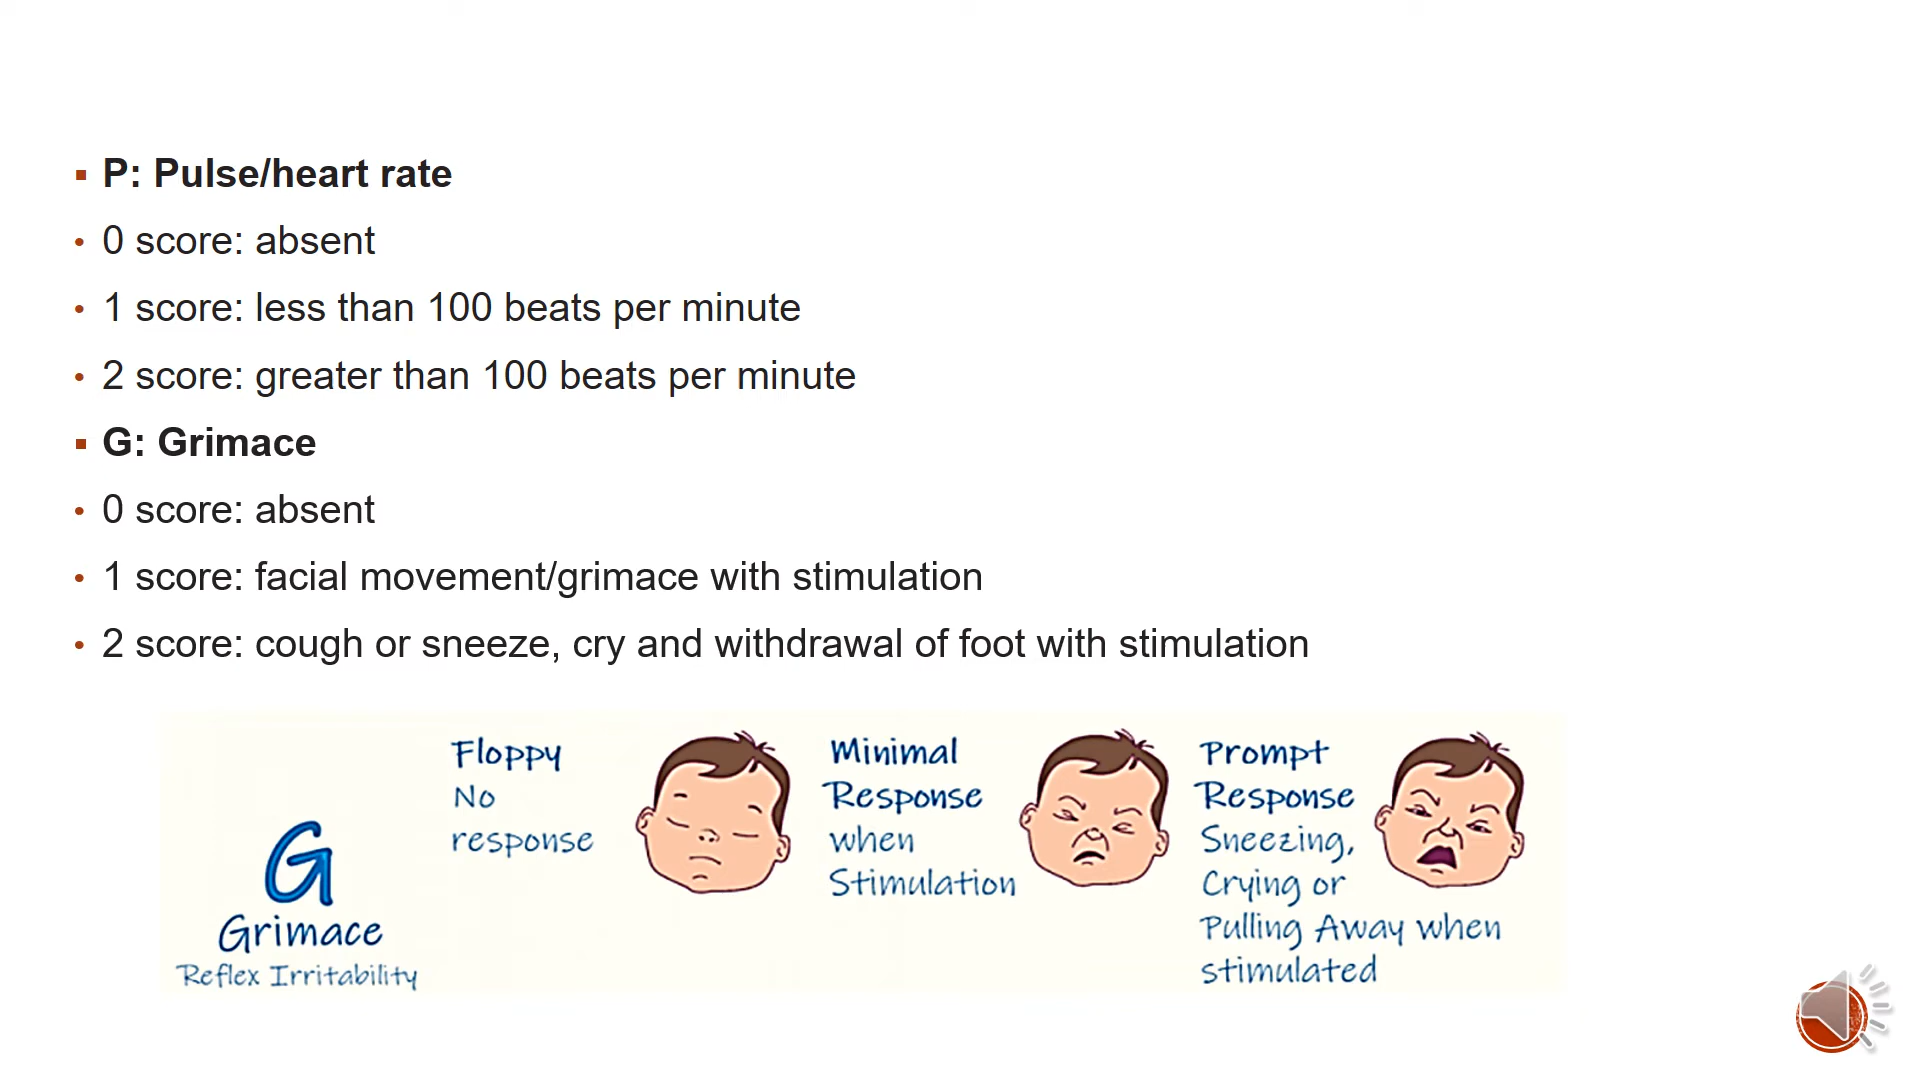 P: Pulse/heart rate
0 score: absent
1 score: less than 100 beats per minute
2 score: greater than 100 beats per minute
G: Grimace
0 score: absent
1 score: facial movement/grimace with stimulation
2 score: cough or sneeze, cry and withdrawal of foot with stimulation
G
Grimace
Reflex Irritability
Floppy
No
response
Minimal
Response
when
Stimulation
Prompt
Response
Sneezing,
Crying or
Pulling Away when
stimulated